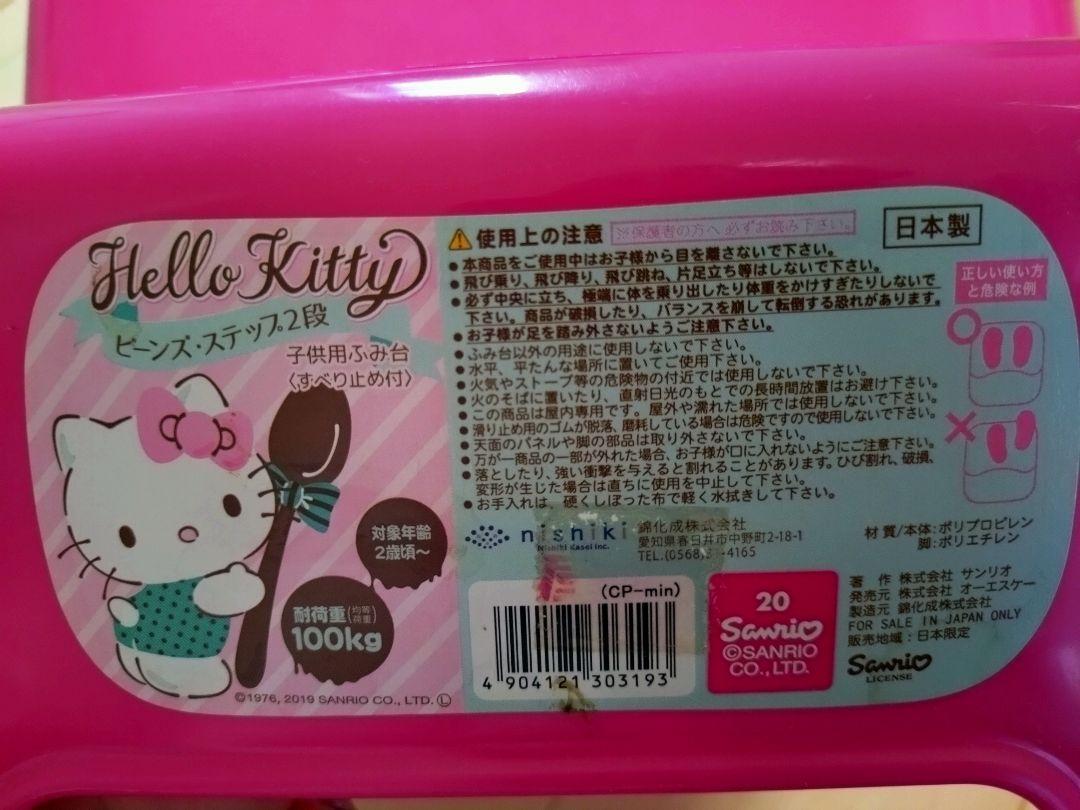 Hello Kitty
ビーンズ・ステップ2段
子供用ふみ台
〈すべり止め付〉
対象年齢
2歳頃~
耐荷重(均等荷重)
100kg
©1976, 2019 SANRIO CO., LTD. Ⓛ
⚠使用上の注意 ※保護者の方へ 必ずお読み下さい。
日本製
●本商品をご使用中はお子様から目を離さないで下さい。
●飛び乗り、飛び降り、飛び跳ね、片足立ち等はしないで下さい。
●必ず中央に立ち、極端に体を乗り出したり体重をかけすぎたりしないで
下さい。商品が破損したり、バランスを崩して転倒する恐れがあります。
●お子様が足を踏み外さないようご注意下さい。
●ふみ台以外の用途に使用しないで下さい。
●水平、平たんな場所に置いてご使用下さい。
●火気やストーブ等の危険物の付近では使用しないで下さい。
●火のそばに置いたり、直射日光のもとでの長時間放置はお避け下さい。
●この商品は屋内専用です。屋外や濡れた場所では使用しないで下さい。
●滑り止め用のゴムが脱落、磨耗している場合は危険ですので使用しないで下さい。
●天面のパネルや脚の部品は取り外さないで下さい。
●万が一商品の一部が外れた場合、お子様が口に入れないようにご注意下さい。
●落としたり、強い衝撃を与えると割れることがあります。ひび割れ、破損、
変形が生じた場合は直ちに使用を中止して下さい。
●お手入れは、硬くしぼった布で軽く水拭きして下さい。
正しい使い方
と危険な例
nishiki
Nishiki Kasei Inc.
錦化成株式会社
愛知県春日井市中野町2-18-1
TEL.(0568) -4165
材質/本体:ポリプロピレン
脚:ポリエチレン
(CP-min)
4 904121 303193
20
Sanrio
©SANRIO
CO., LTD.
著作 株式会社 サンリオ
発売元 株式会社 オーエスケー
製造元 錦化成株式会社
FOR SALE IN JAPAN ONLY
販売地域:日本限定
Sanrio
LICENSE